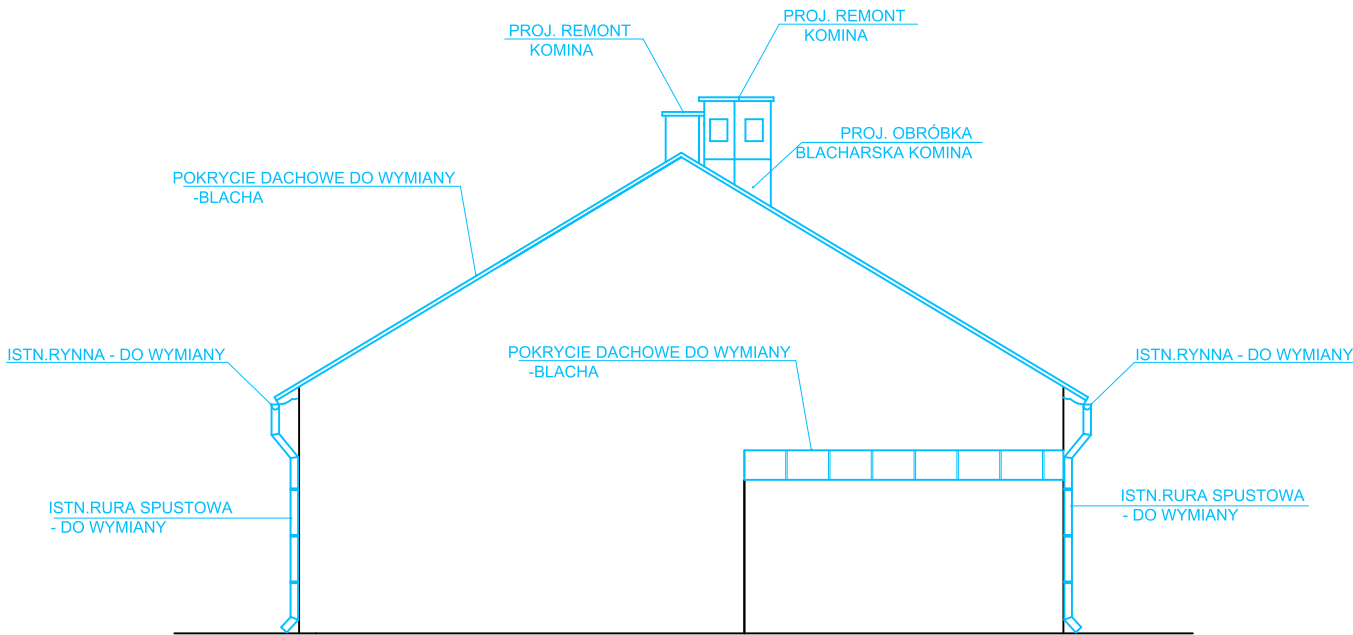 PROJ. REMONT
KOMINA
PROJ. REMONT
KOMINA
PROJ. OBRÓBKA
BLACHARSKA KOMINA
POKRYCIE DACHOWE DO WYMIANY
-BLACHA
ISTN.RYNNA - DO WYMIANY
POKRYCIE DACHOWE DO WYMIANY
-BLACHA
ISTN.RYNNA - DO WYMIANY
ISTN.RURA SPUSTOWA
- DO WYMIANY
ISTN.RURA SPUSTOWA
- DO WYMIANY